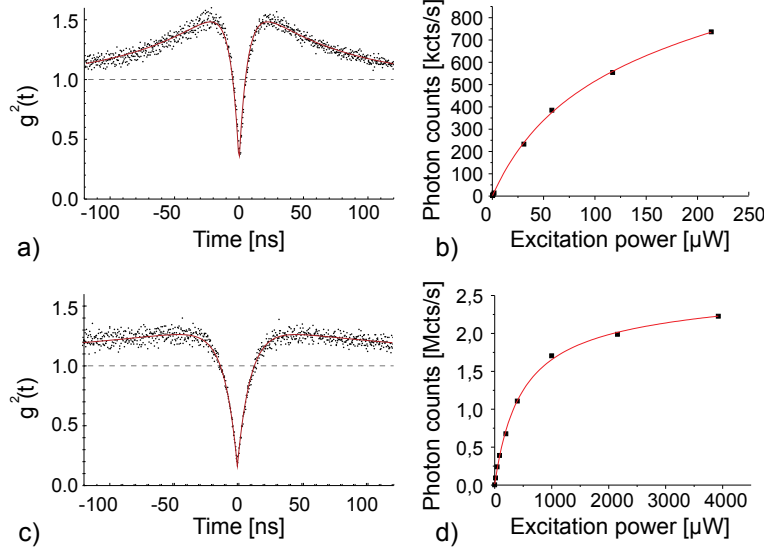 1.5
1.0
0.5
0.0
g²(t)
-100 -50 0 50 100
Time [ns]
a)
800
700
600
500
400
300
200
100
0
Photon counts [kcts/s]
0 50 100 150 200 250
Excitation power [µW]
b)
1.5
1.0
0.5
0.0
g²(t)
-100 -50 0 50 100
Time [ns]
c)
2,5
2.0
1,5
1,0
0,5
0,0
Photon counts [Mcts/s]
0 1000 2000 3000 4000
Excitation power [µW]
d)